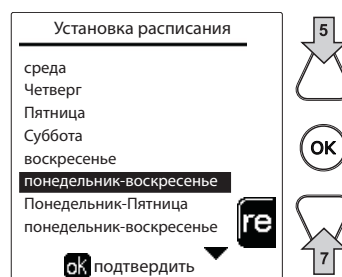 Установка расписания
среда
Четверг
Пятница
Суббота
воскресенье
понедельник-воскресенье
Понедельник-Пятница
понедельник-воскресенье
re
ok подтвердить
5
OK
7